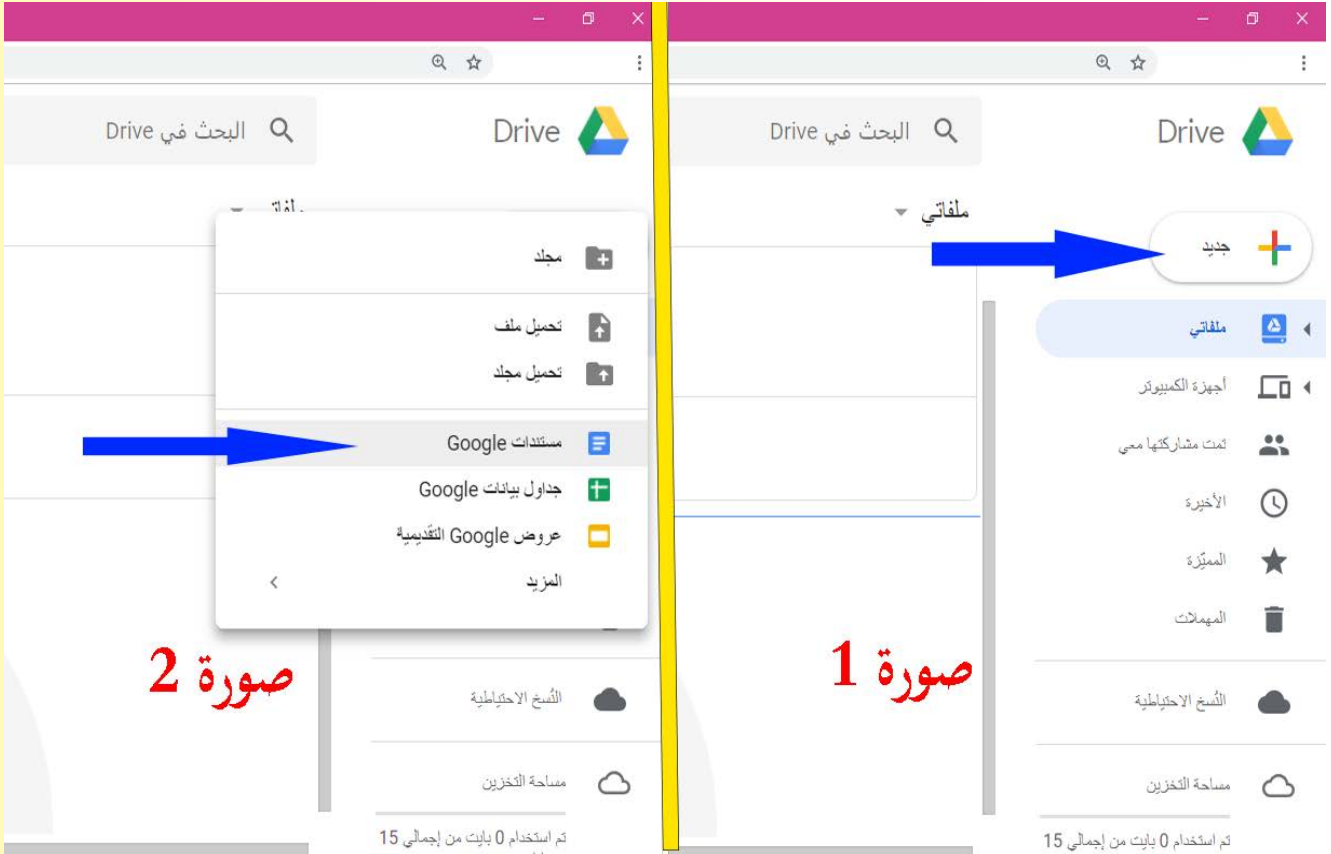 Drive
البحث في Drive
ملفاتي
جديد
ملفاتي
أجهزة الكمبيوتر
تمت مشاركتها معي
الأخيرة
المميّزة
المهملات
النُسخ الاحتياطية
مساحة التخزين
تم استخدام 0 بايت من إجمالي 15
صورة 1
Drive
البحث في Drive
مجلد
تحميل ملف
تحميل مجلد
مستندات Google
جداول بيانات Google
عروض Google التقديمية
المزيد
النُسخ الاحتياطية
مساحة التخزين
تم استخدام 0 بايت من إجمالي 15
صورة 2